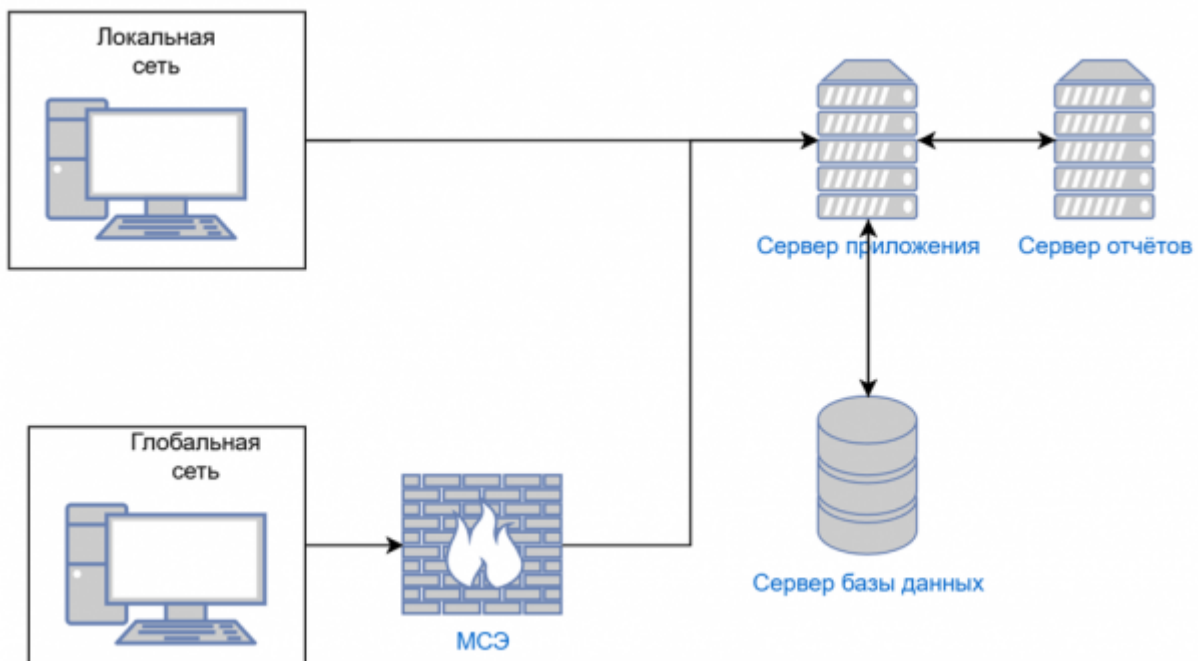 Локальная
сеть
Сервер приложения
Сервер отчётов
Глобальная
сеть
МСЭ
Сервер базы данных